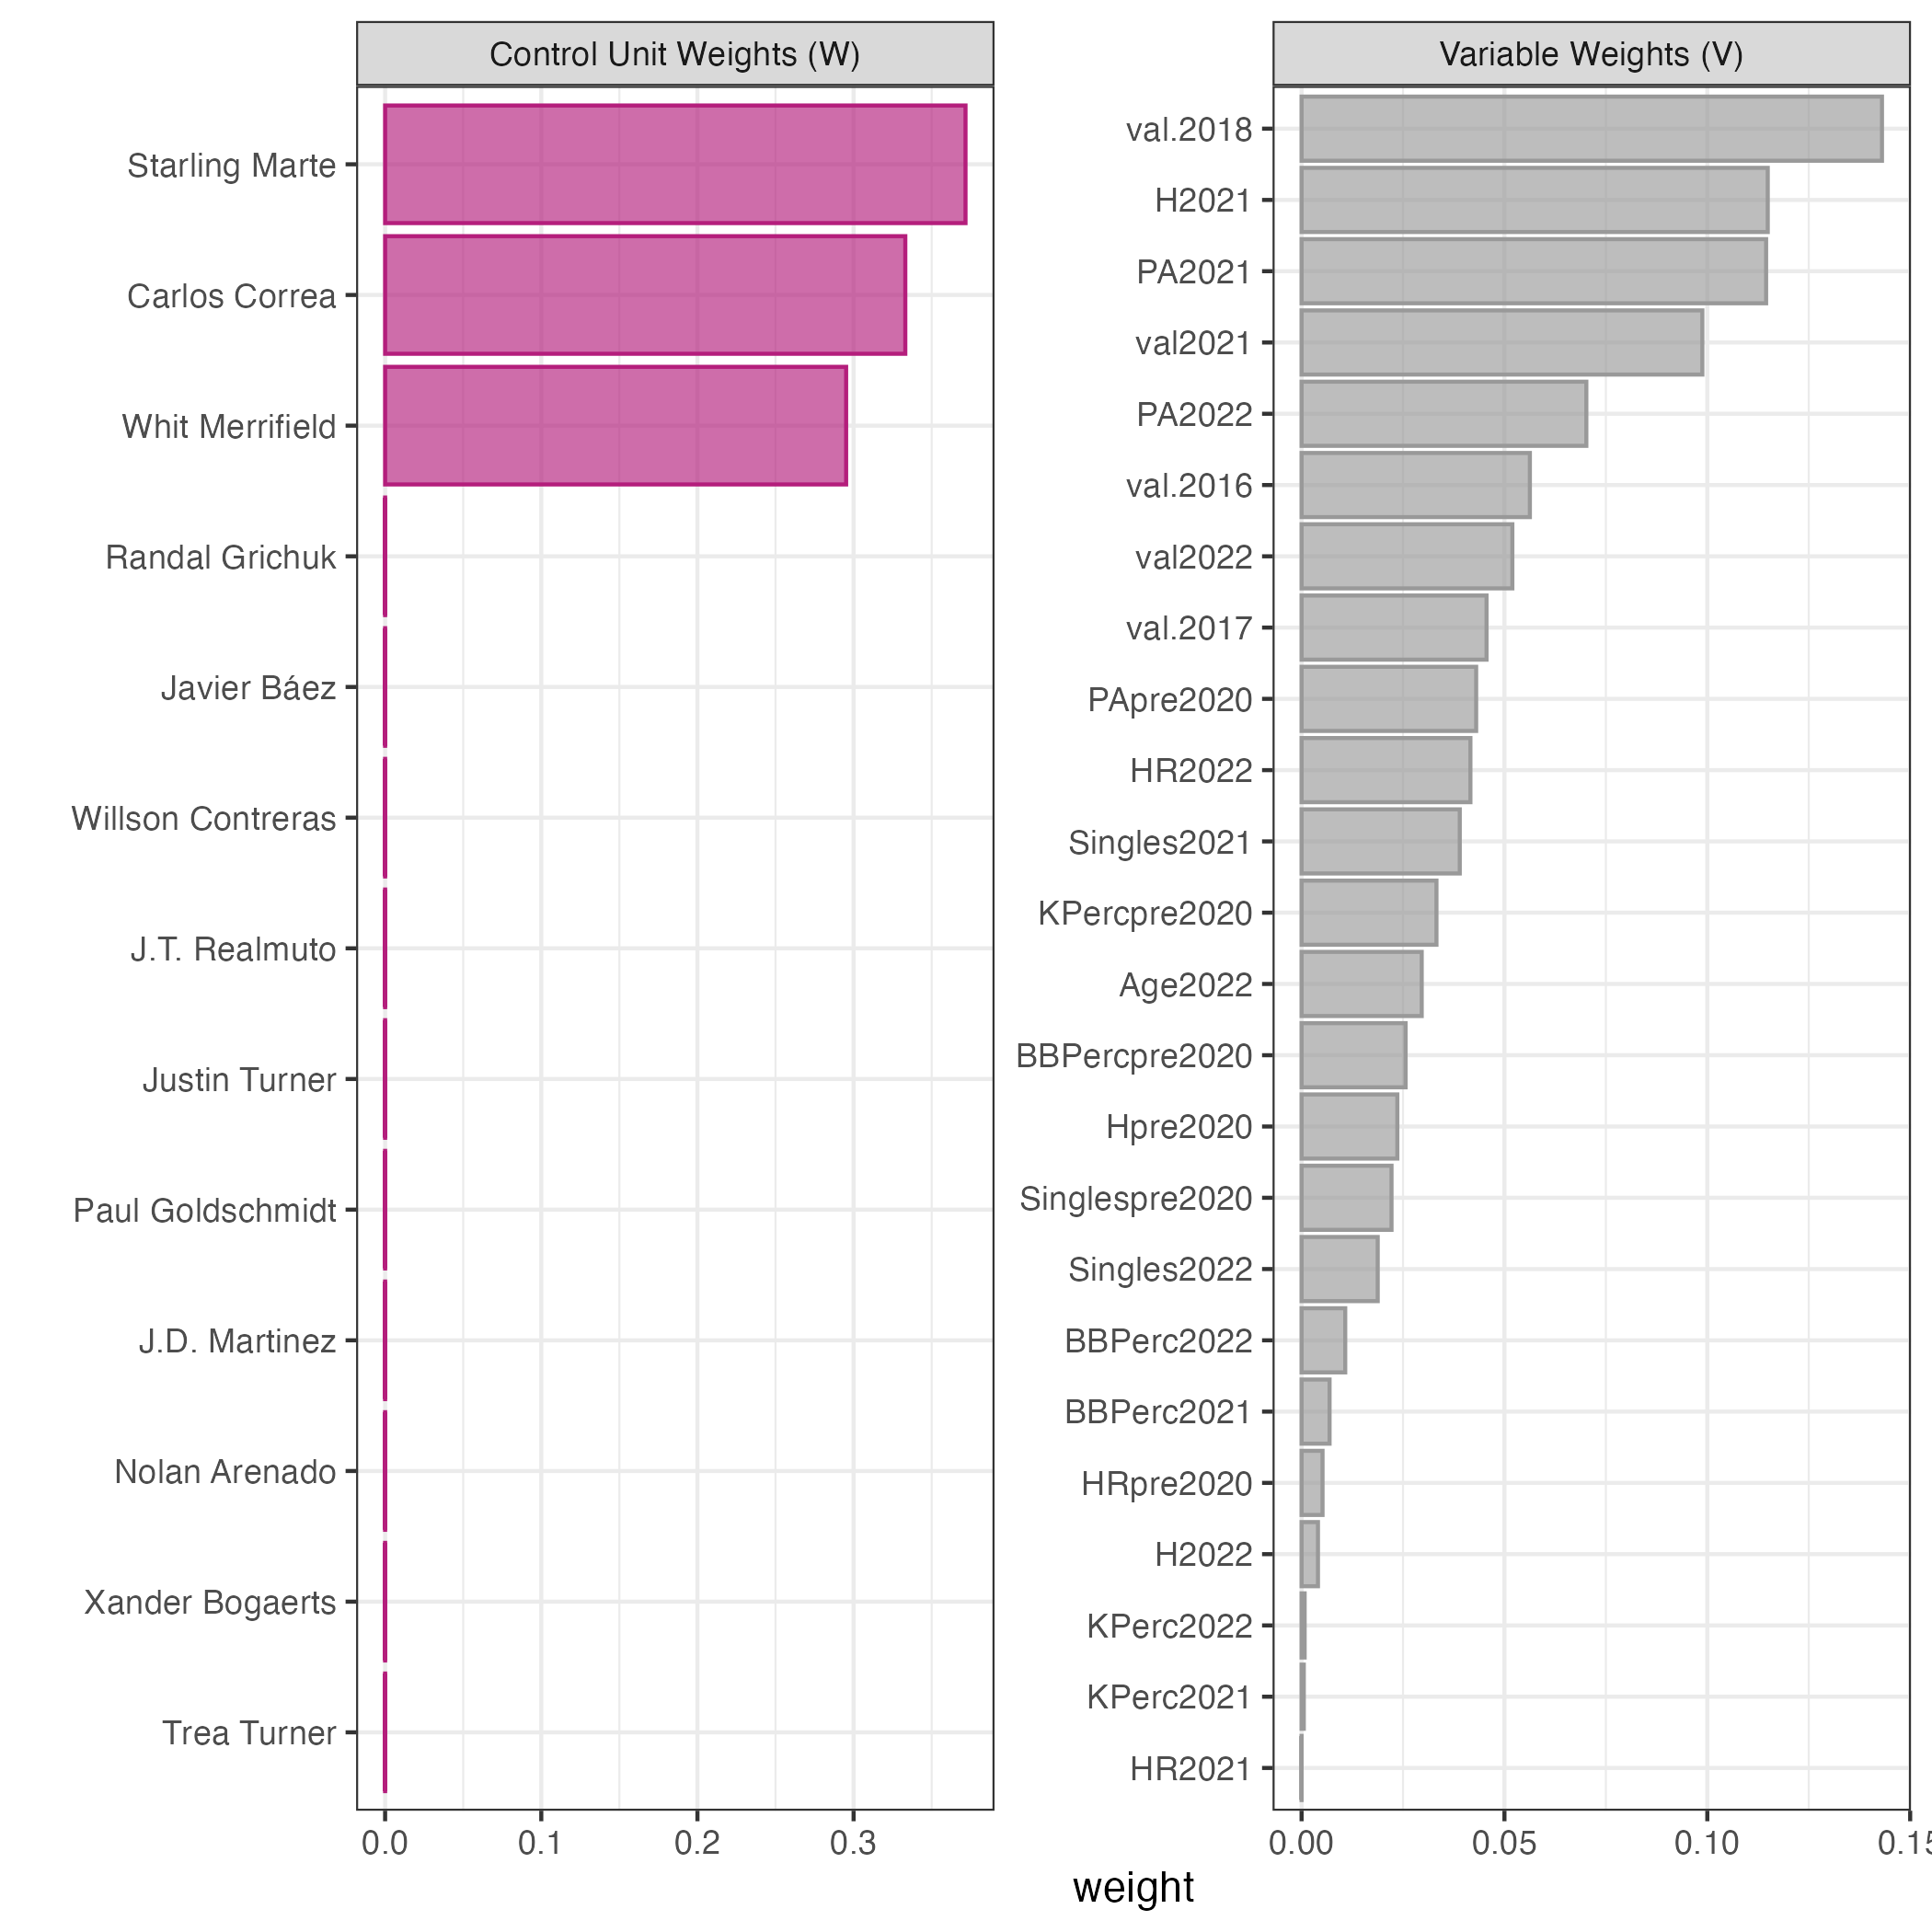 Control Unit Weights (W)
Starling Marte
Carlos Correa
Whit Merrifield
Randal Grichuk
Javier Báez
Willson Contreras
J.T. Realmuto
Justin Turner
Paul Goldschmidt
J.D. Martinez
Nolan Arenado
Xander Bogaerts
Trea Turner
0.0 0.1 0.2 0.3
Variable Weights (V)
val.2018
H2021
PA2021
val2021
PA2022
val.2016
val2022
val.2017
PApre2020
HR2022
Singles2021
KPercpre2020
Age2022
BBPercpre2020
Hpre2020
Singlespre2020
Singles2022
BBPerc2022
BBPerc2021
HRpre2020
H2022
KPerc2022
KPerc2021
HR2021
0.00 0.05 0.10 0.15
weight